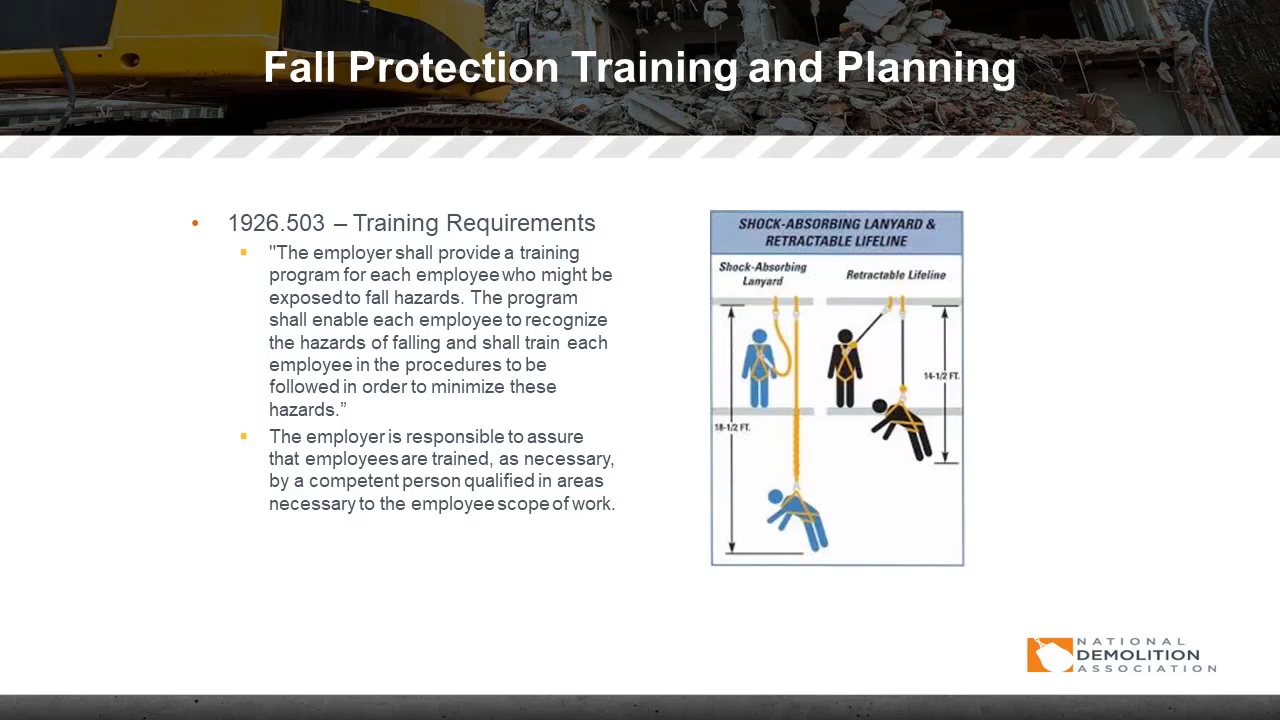 Fall Protection Training and Planning
• 1926.503 – Training Requirements
▪ "The employer shall provide a training
program for each employee who might be
exposed to fall hazards. The program
shall enable each employee to recognize
the hazards of falling and shall train each
employee in the procedures to be
followed in order to minimize these
hazards.”
▪ The employer is responsible to assure
that employees are trained, as necessary,
by a competent person qualified in areas
necessary to the employee scope of work.
SHOCK-ABSORBING LANYARD &
RETRACTABLE LIFELINE
Shock-Absorbing
Lanyard
Retractable Lifeline
14-1/2 FT.
18-1/2 FT.
NATIONAL
DEMOLITION
ASSOCIATION